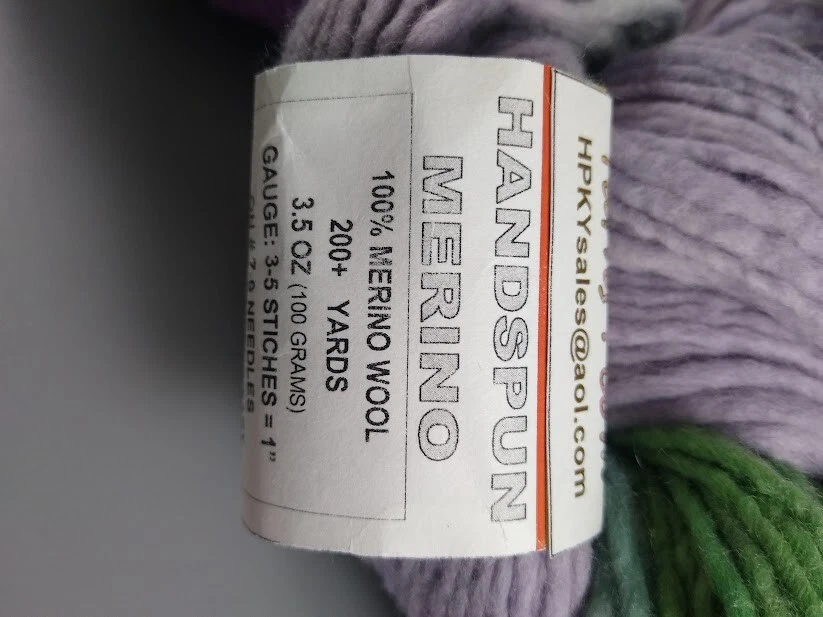 HPKYsales@aol.com
HANDSPUN
MERINO
100% MERINO WOOL
200+ YARDS
3.5 OZ (100 GRAMS)
GAUGE: 3-5 STICHES = 1”
NEEDLES